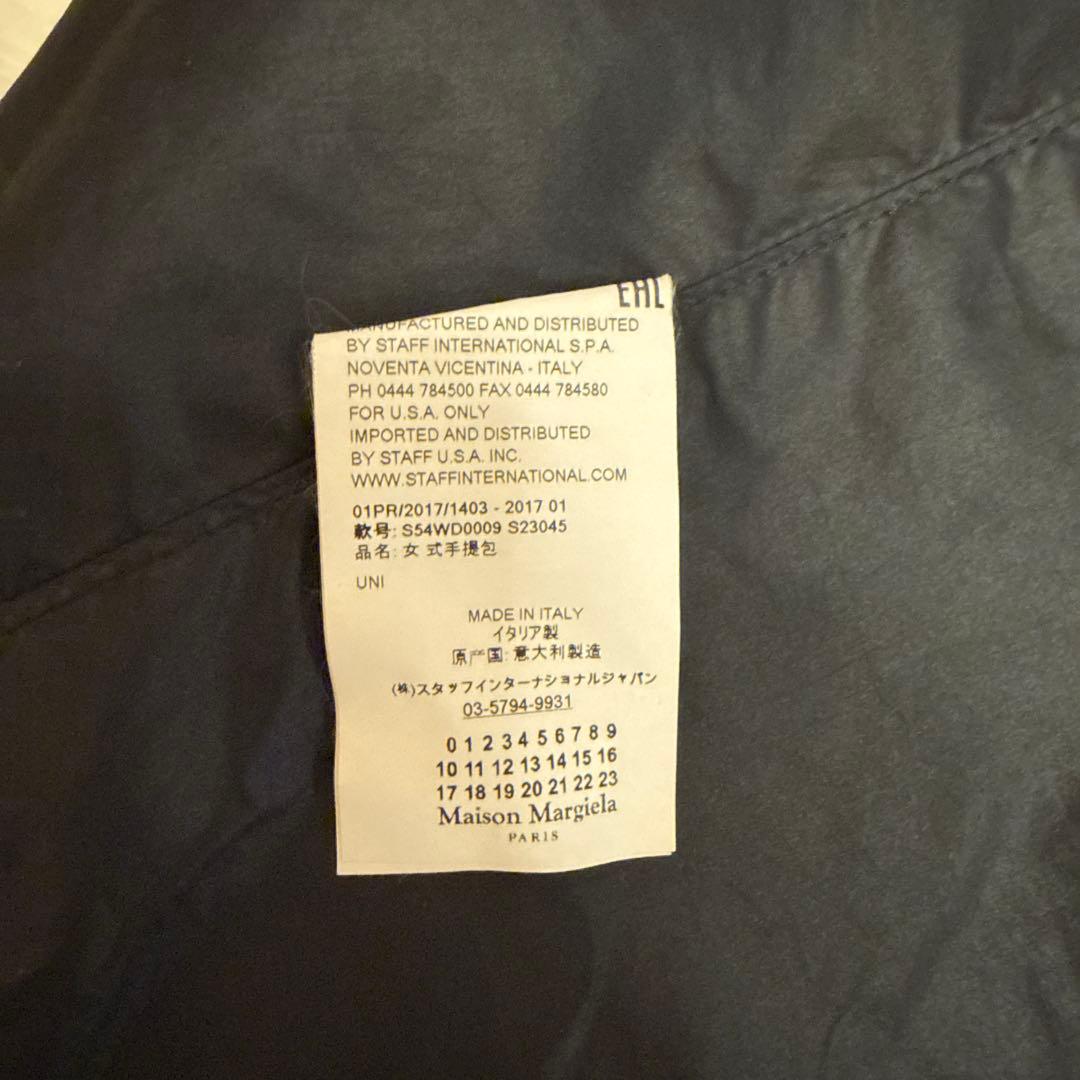 EAC
MANUFACTURED AND DISTRIBUTED
BY STAFF INTERNATIONAL S.P.A.
NOVENTA VICENTINA - ITALY
PH 0444 784500 FAX 0444 784580
FOR U.S.A. ONLY
IMPORTED AND DISTRIBUTED
BY STAFF U.S.A. INC.
WWW.STAFFINTERNATIONAL.COM
01PR/2017/1403 - 2017 01
款号: S54WD0009 S23045
品名: 女 式手提包
UNI
MADE IN ITALY
イタリア製
原产国: 意大利製造
(株)スタッフインターナショナルジャパン
03-5794-9931
0 1 2 3 4 5 6 7 8 9
10 11 12 13 14 15 16
17 18 19 20 21 22 23
Maison Margiela
PARIS